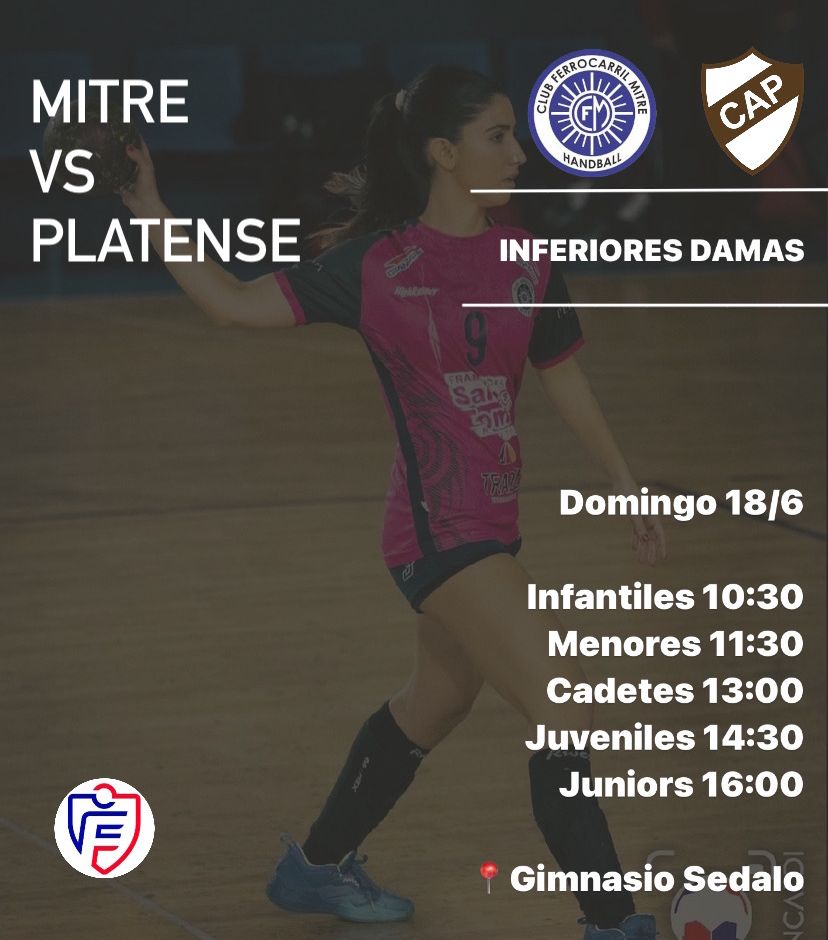 MITRE
VS
PLATENSE
CLUB FERROCARRIL MITRE
HANDBALL
CAP
INFERIORES DAMAS
9
Domingo 18/6
Infantiles 10:30
Menores 11:30
Cadetes 13:00
Juveniles 14:30
Juniors 16:00
Gimnasio Sedalo